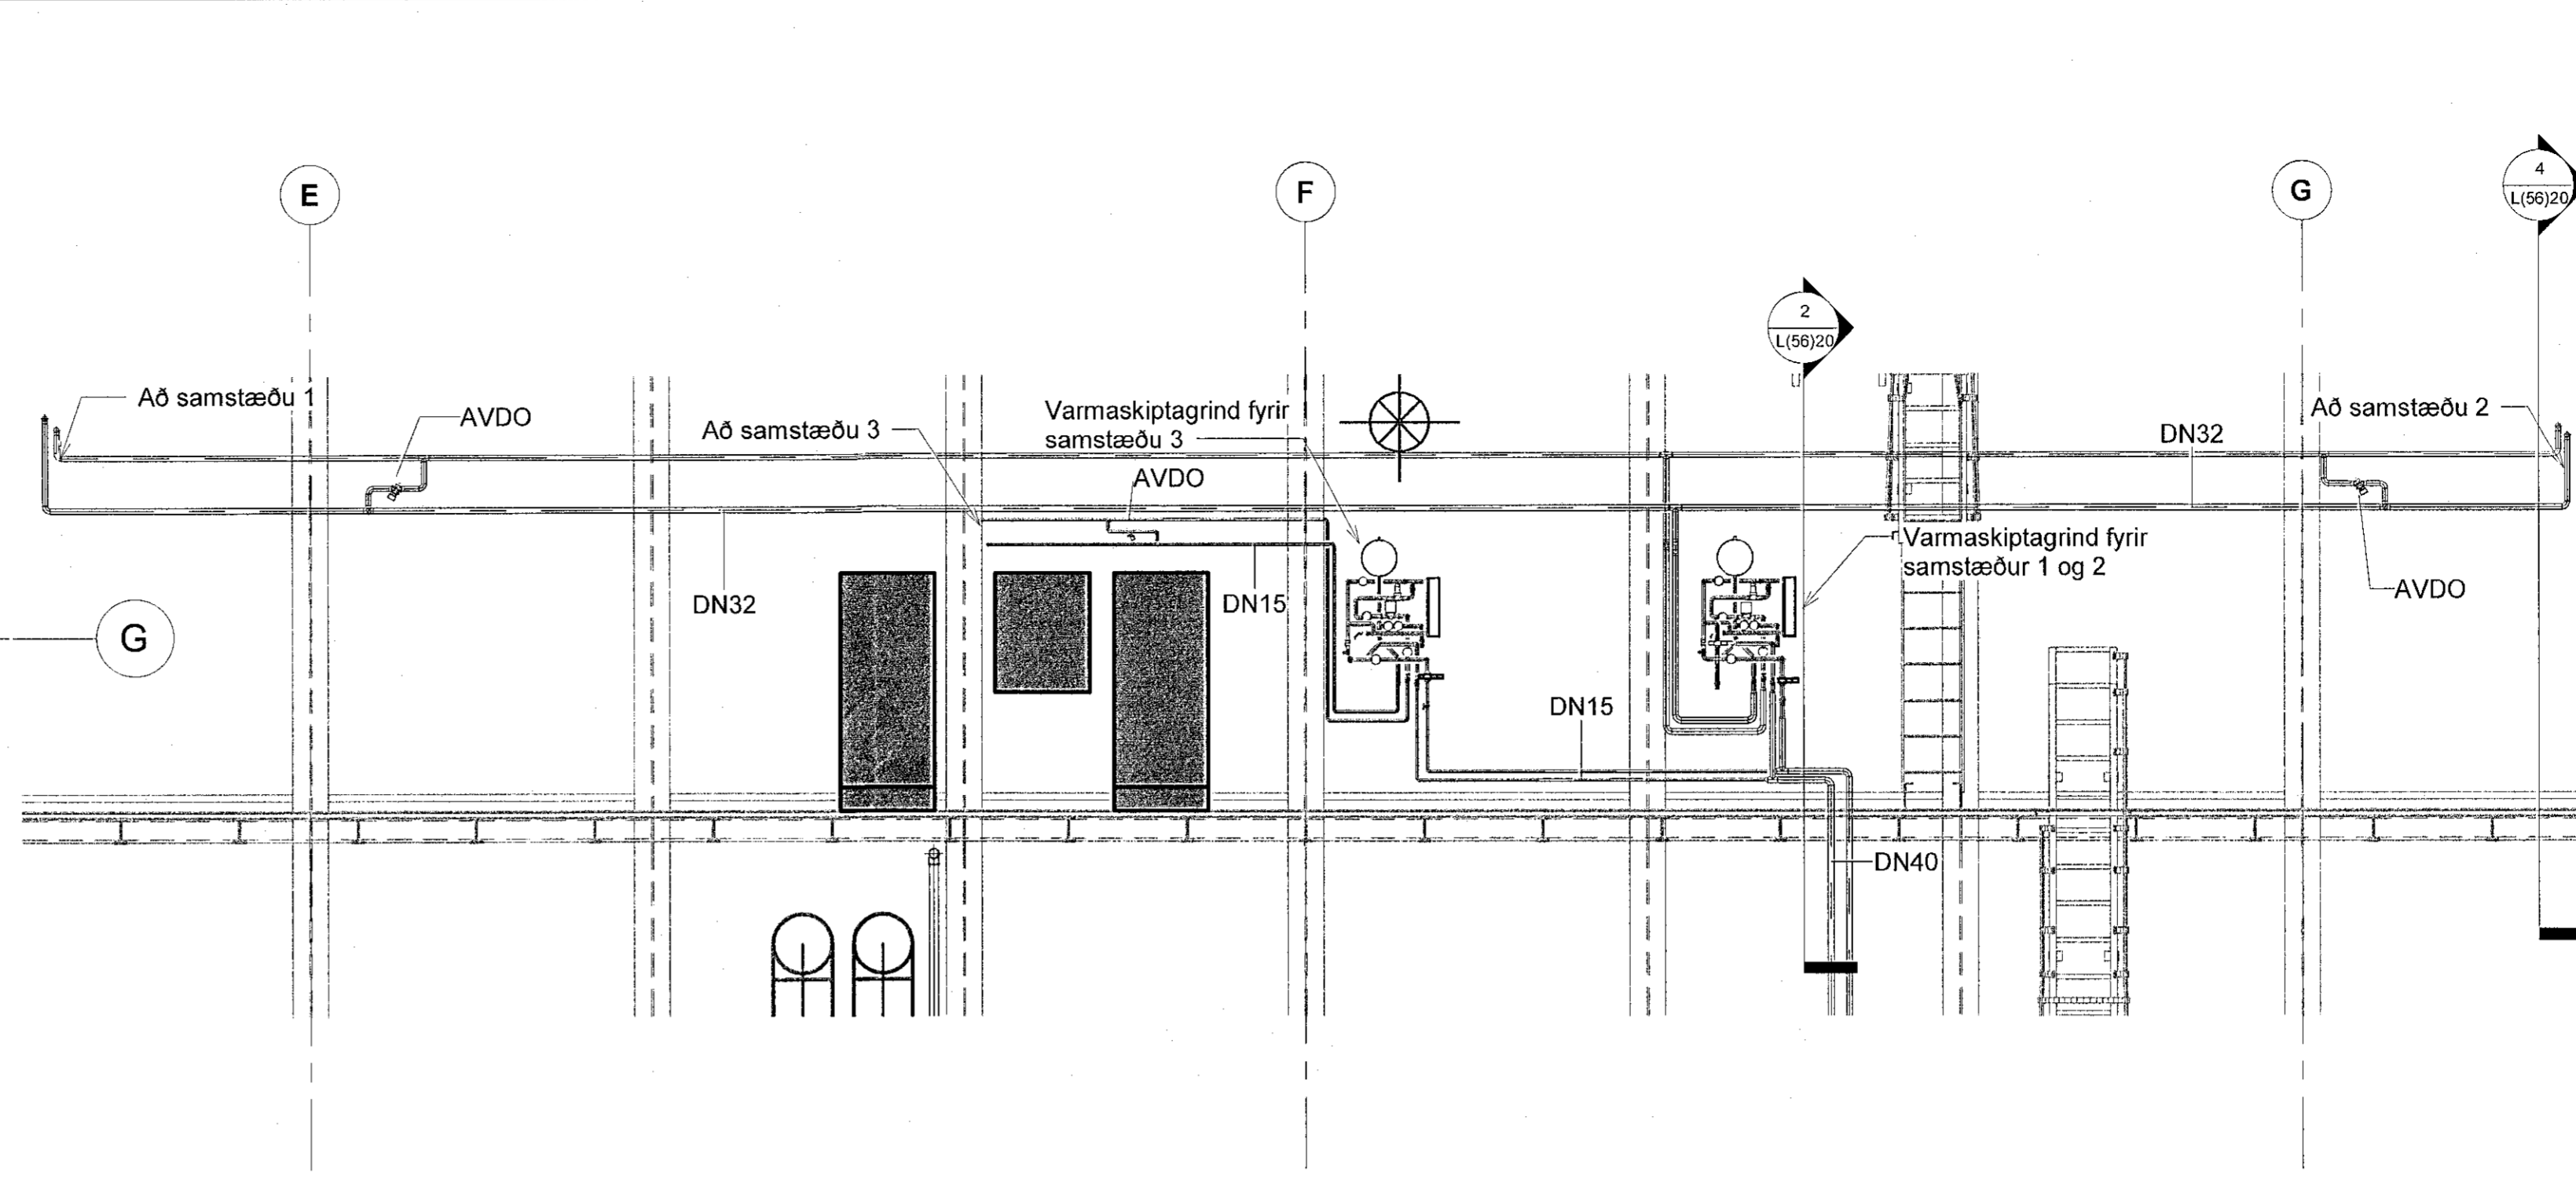 E
F
G
4
L(56)20
2
L(56)20
Að samstæðu 1
AVDO
Að samstæðu 3
Varmaskiptagrind fyrir
samstæðu 3
AVDO
DN32
Að samstæðu 2
Varmaskiptagrind fyrir
samstæður 1 og 2
AVDO
DN32
DN15
G
DN15
DN40